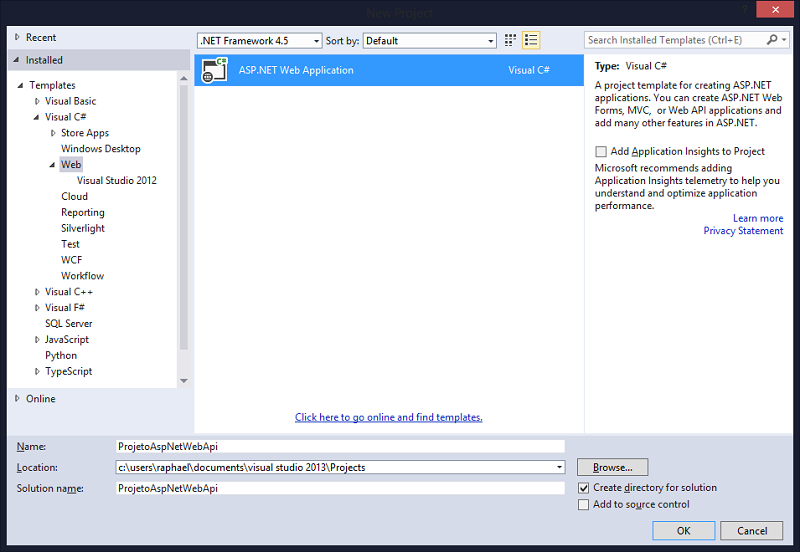 New Project
?
Recent
Installed
Templates
Visual Basic
Visual C#
Store Apps
Windows Desktop
Web
Visual Studio 2012
Cloud
Reporting
Silverlight
Test
WCF
Workflow
Visual C++
Visual F#
SQL Server
JavaScript
Python
TypeScript
Online
.NET Framework 4.5 Sort by: Default
C#
ASP.NET Web Application Visual C#
Click here to go online and find templates.
Search Installed Templates (Ctrl+E)
Type: Visual C#
A project template for creating ASP.NET
applications. You can create ASP.NET Web
Forms, MVC, or Web API applications and
add many other features in ASP.NET.
Add Application Insights to Project
Microsoft recommends adding
Application Insights telemetry to help you
understand and optimize application
performance.
Learn more
Privacy Statement
Name: ProjetoAspNetWebApi
Location: c:\users\raphael\documents\visual studio 2013\Projects Browse...
Solution name: ProjetoAspNetWebApi
Create directory for solution
Add to source control
OK Cancel